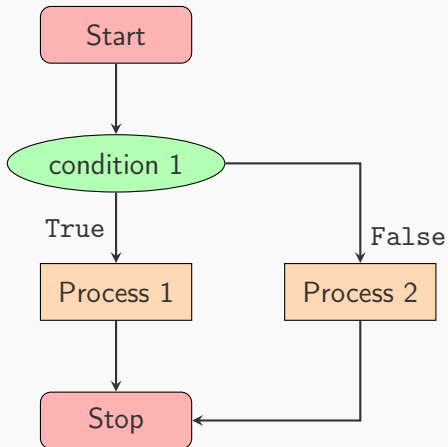 Start
condition 1
True
False
Process 1
Process 2
Stop